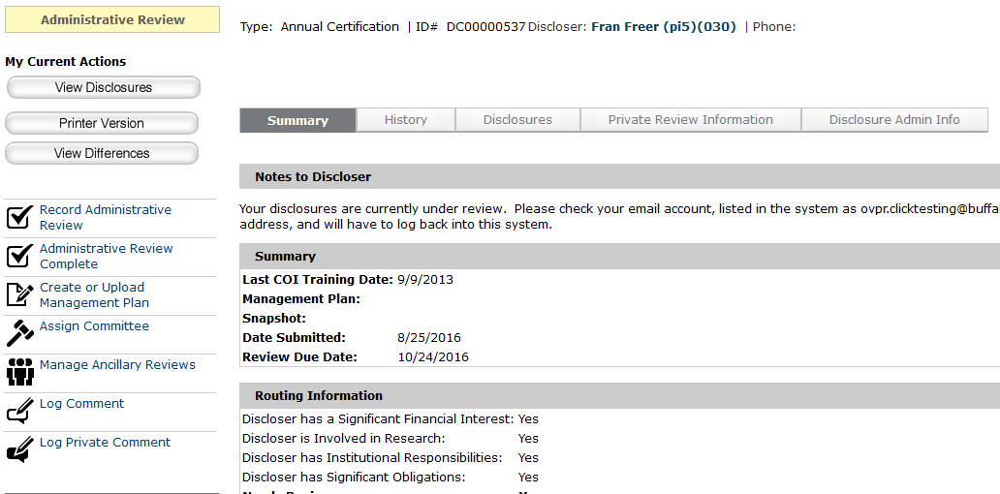 Administrative Review
Type: Annual Certification | ID# DC00000537 Discloser: Fran Freer (pi5)(030) | Phone:
My Current Actions
View Disclosures
Printer Version
View Differences
Record Administrative
Review
Administrative Review
Complete
Create or Upload
Management Plan
Assign Committee
Manage Ancillary Reviews
Log Comment
Log Private Comment
Summary History Disclosures Private Review Information Disclosure Admin Info
Notes to Discloser
Your disclosures are currently under review. Please check your email account, listed in the system as ovpr.clicktesting@buffal
address, and will have to log back into this system.
Summary
Last COI Training Date: 9/9/2013
Management Plan:
Snapshot:
Date Submitted: 8/25/2016
Review Due Date: 10/24/2016
Routing Information
Discloser has a Significant Financial Interest: Yes
Discloser is Involved in Research: Yes
Discloser has Institutional Responsibilities: Yes
Discloser has Significant Obligations: Yes